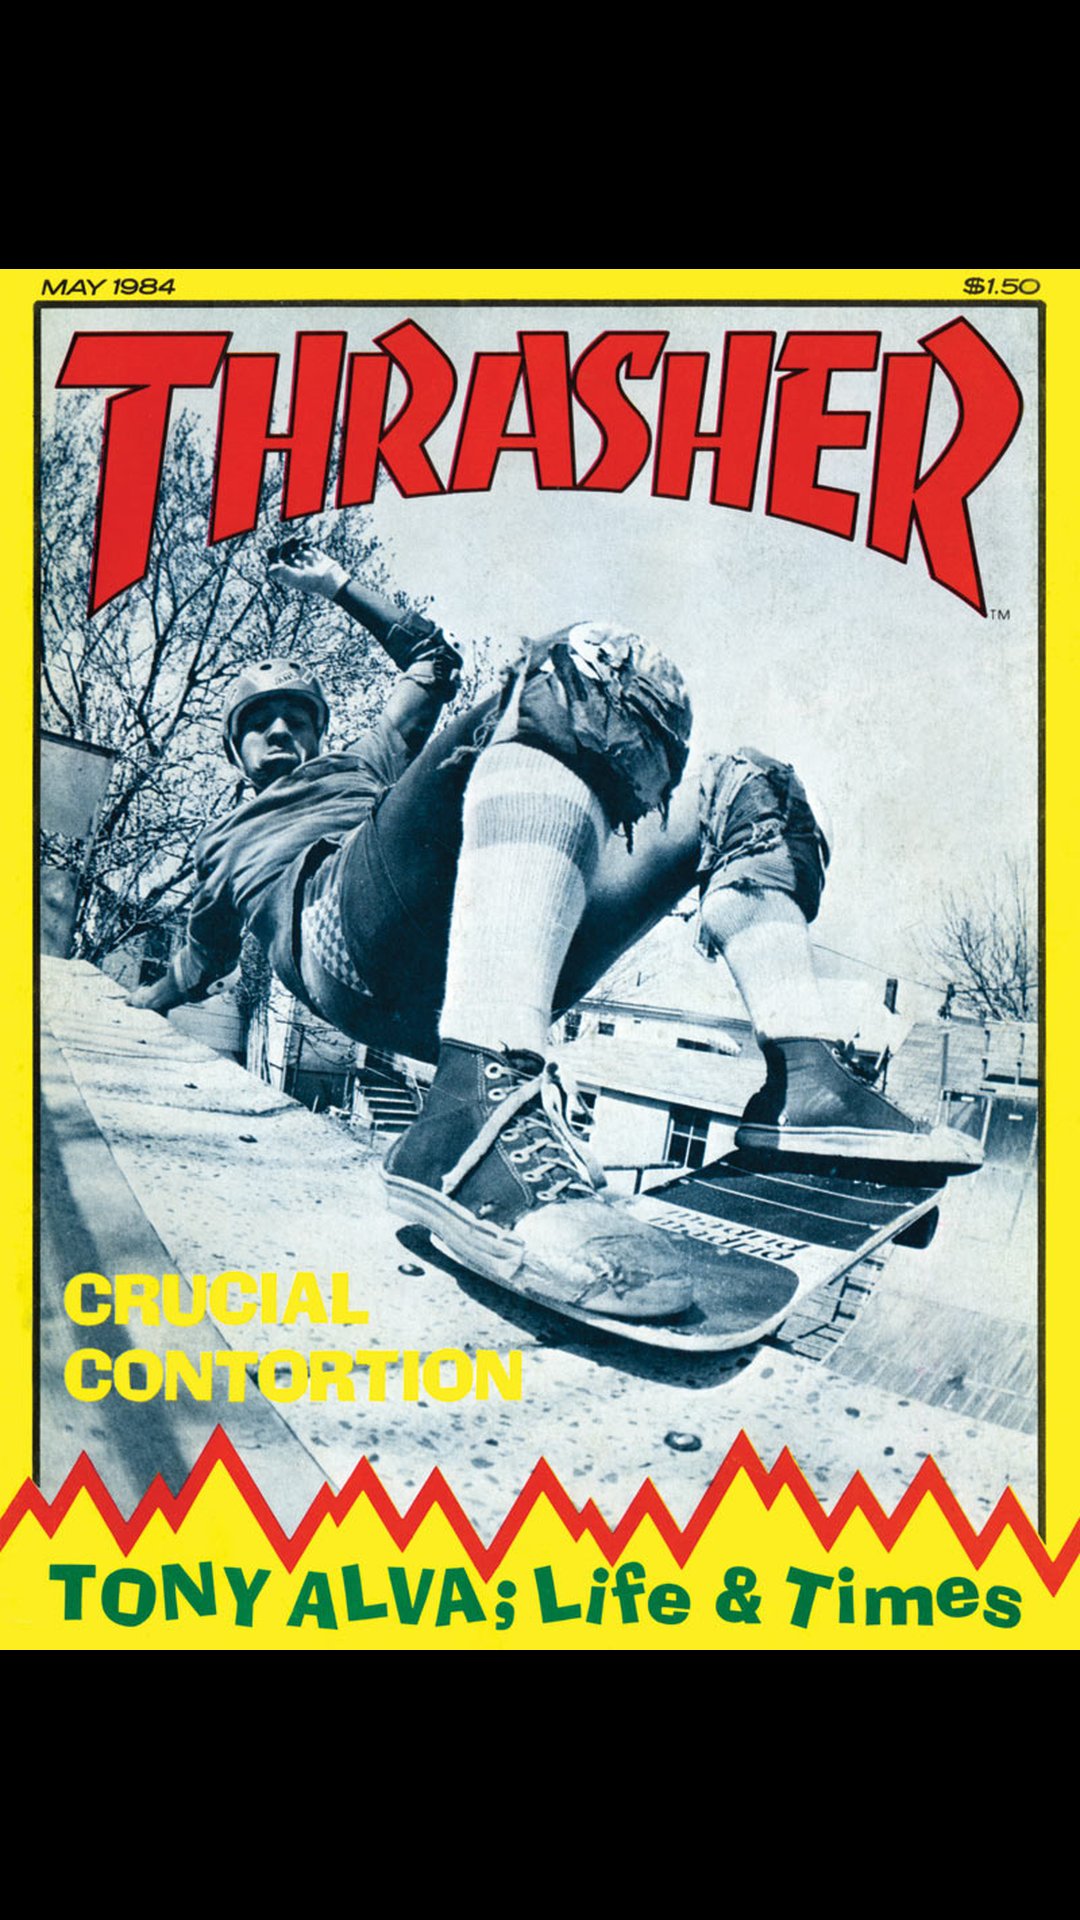 MAY 1984
$1.50
THRASHER
TM
CRUCIAL
CONTORTION
TONY ALVA; Life & Times